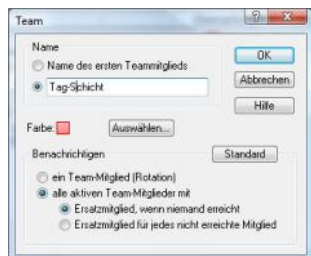 Team
Name
Name des ersten Teammitglieds
Tag-Schicht
OK
Abbrechen
Hilfe
Farbe:
Auswählen...
Benachrichtigen
Standard
ein Team-Mitglied (Rotation)
alle aktiven Team-Mitglieder mit
Ersatzmitglied, wenn niemand erreicht
Ersatzmitglied für jedes nicht erreichte Mitglied